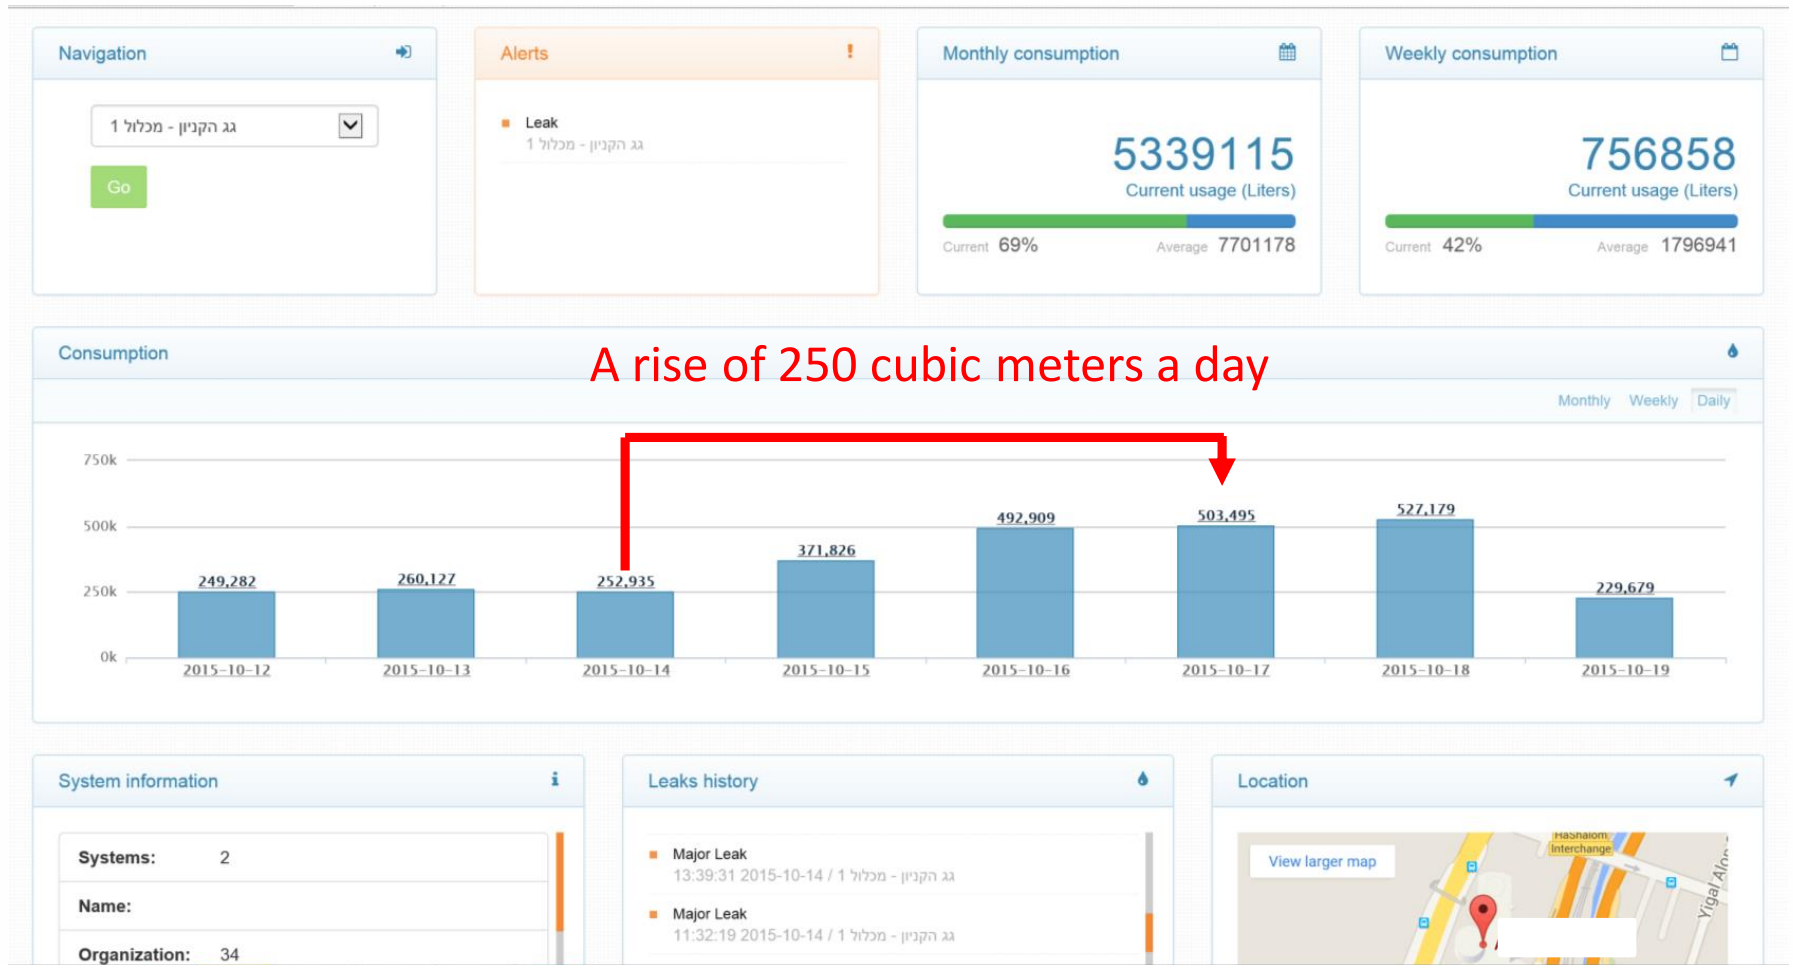 Navigation
גג הקניון - מכלול 1
Go
Alerts
Leak
גג הקניון - מכלול 1
Monthly consumption
5339115
Current usage (Liters)
Current 69% Average 7701178
Weekly consumption
756858
Current usage (Liters)
Current 42% Average 1796941
Consumption
A rise of 250 cubic meters a day
Monthly Weekly Daily
750k
500k
250k
0k
249,282
260,127
252,935
371,826
492,909
503,495
527,179
229,679
2015-10-12 2015-10-13 2015-10-14 2015-10-15 2015-10-16 2015-10-17 2015-10-18 2015-10-19
System information
Systems: 2
Name:
Organization: 34
Leaks history
Major Leak
13:39:31 2015-10-14 / גג הקניון - מכלול 1
Major Leak
11:32:19 2015-10-14 / גג הקניון - מכלול 1
Location
View larger map
HaShalom
Interchange
Yigal Alon